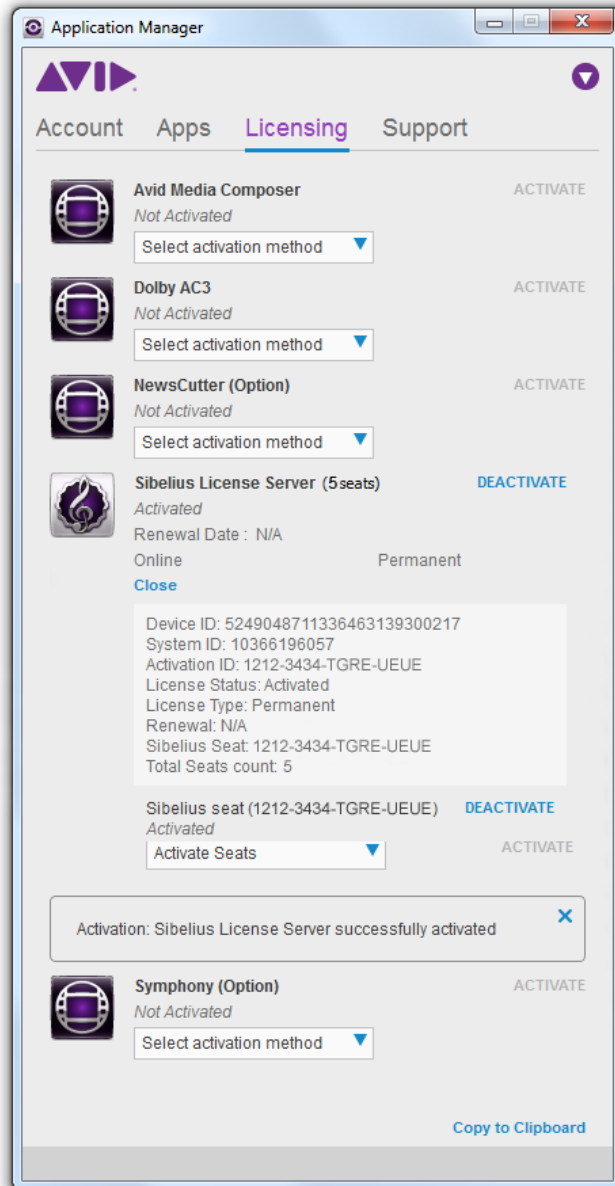 Application Manager
AVID
Account Apps Licensing Support
Avid Media Composer ACTIVATE
Not Activated
Select activation method
Dolby AC3 ACTIVATE
Not Activated
Select activation method
NewsCutter (Option) ACTIVATE
Not Activated
Select activation method
Sibelius License Server (5 seats) DEACTIVATE
Activated
Renewal Date : N/A
Online Permanent
Close
Device ID: 5249048711336463139300217
System ID: 10366196057
Activation ID: 1212-3434-TGRE-UEUE
License Status: Activated
License Type: Permanent
Renewal: N/A
Sibelius Seat: 1212-3434-TGRE-UEUE
Total Seats count: 5
Sibelius seat (1212-3434-TGRE-UEUE) DEACTIVATE
Activated
Activate Seats ACTIVATE
Activation: Sibelius License Server successfully activated
Symphony (Option) ACTIVATE
Not Activated
Select activation method
Copy to Clipboard